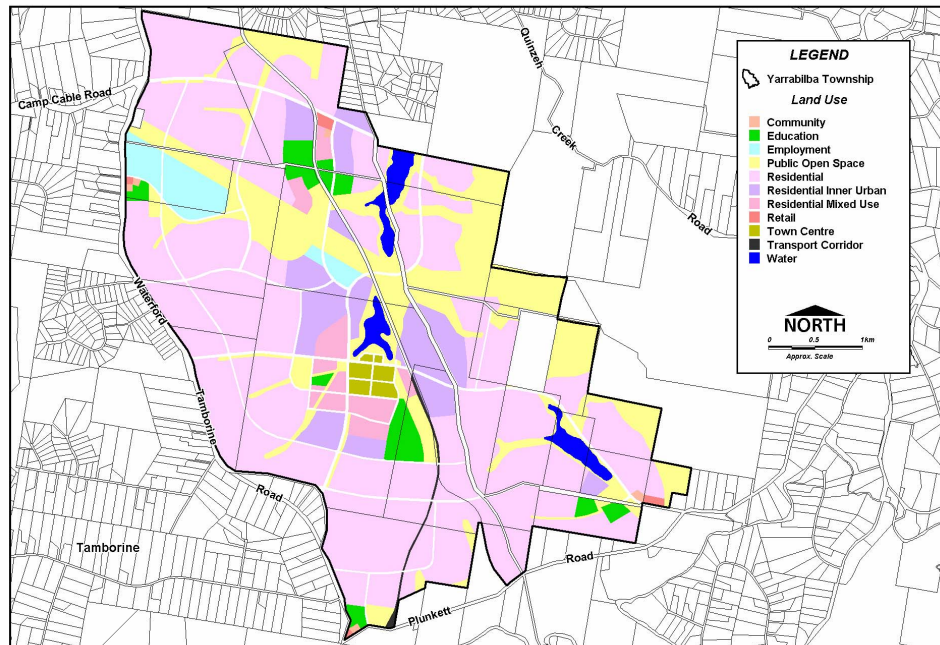 Quinzeh
Creek
Road
Camp Cable Road
Waterford
Tamborine
Road
Tamborine
Plunkett
Road
LEGEND
Yarrabilba Township
Land Use
Community
Education
Employment
Public Open Space
Residential
Residential Inner Urban
Residential Mixed Use
Retail
Town Centre
Transport Corridor
Water
NORTH
0 0.5 1km
Approx. Scale